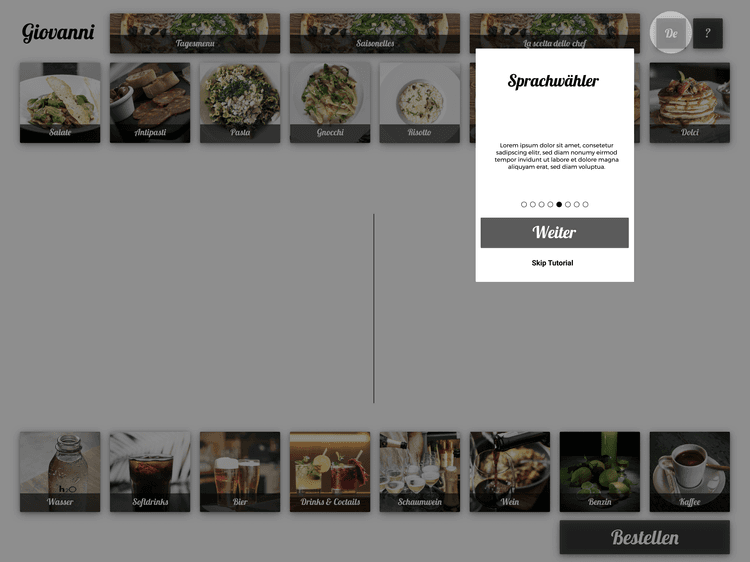 Giovanni
Tagesmenu
Saisonelles
La scelta dello chef
De
?
Salate
Antipasti
Pasta
Gnocchi
Risotto
Dolci
Sprachwähler
Lorem ipsum dolor sit amet, consetetur
sadipscing elitr, sed diam nonumy eirmod
tempor invidunt ut labore et dolore magna
aliquyam erat, sed diam voluptua.
Weiter
Skip Tutorial
h2O
Wasser
Softdrinks
Bier
Drinks & Coctails
Schaumwein
Wein
Benzin
Kaffee
Bestellen